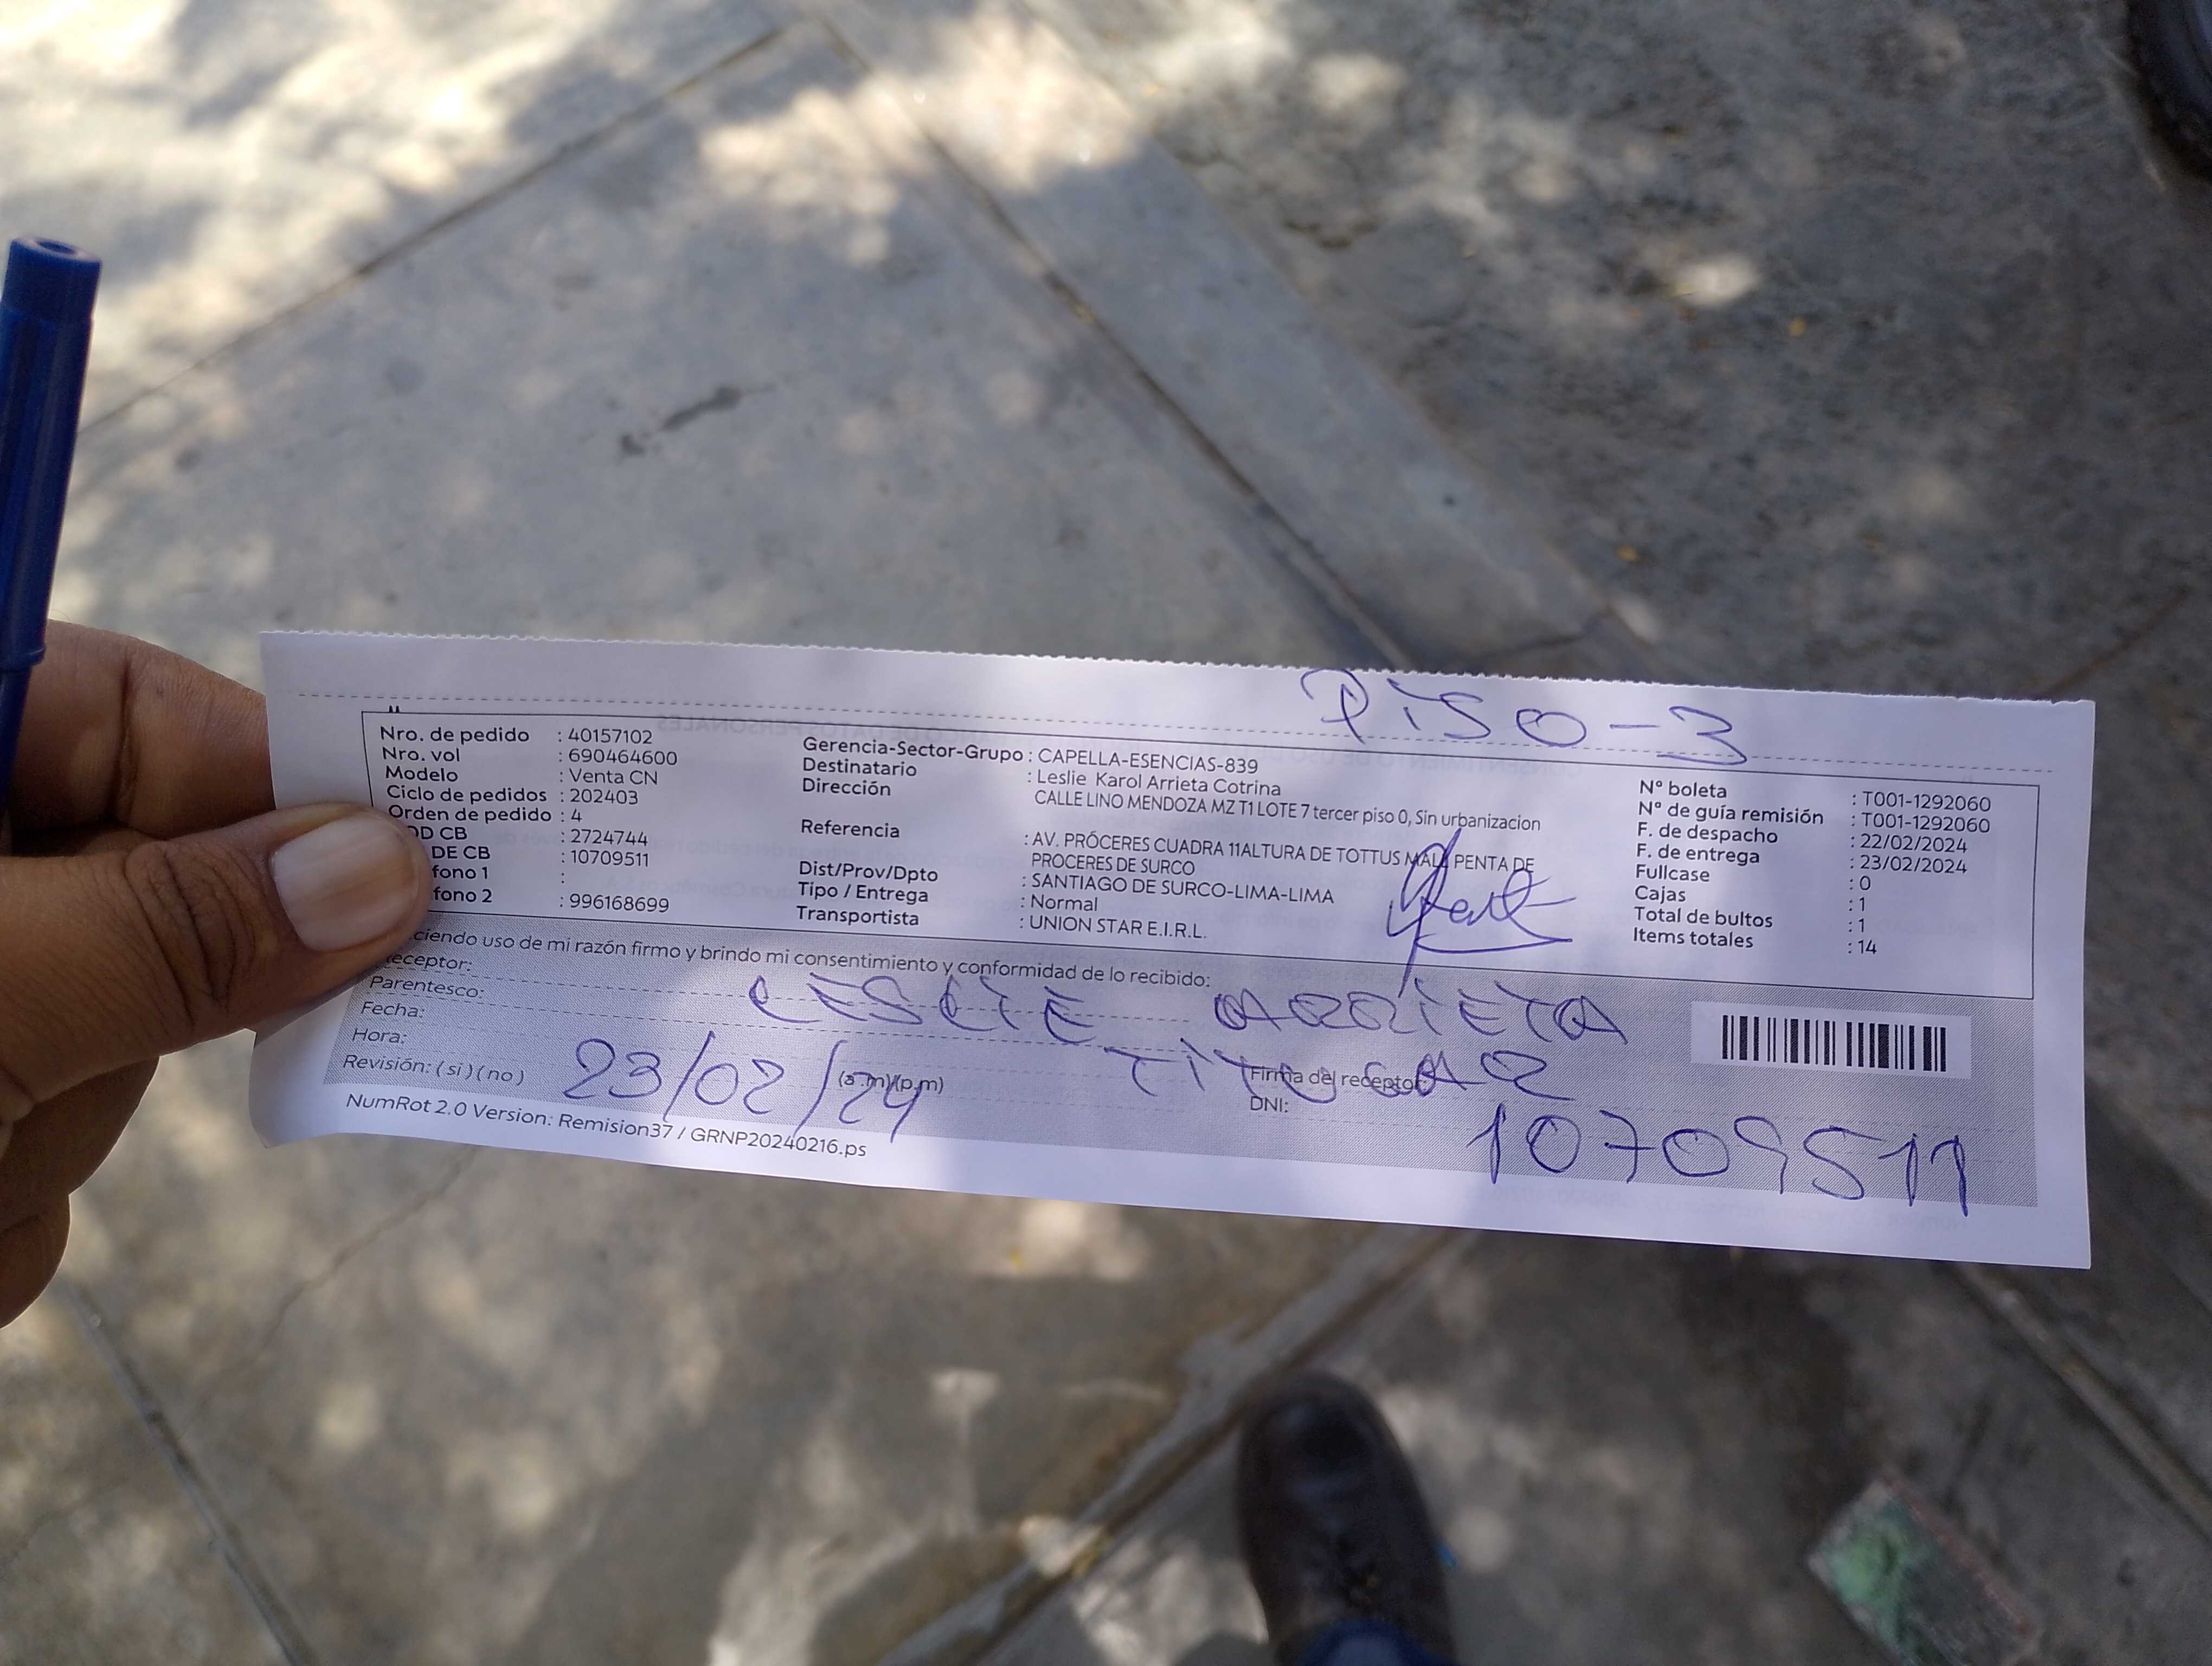 PISO-3
Nro. de pedido : 40157102
Nro. vol : 690464600
Modelo : Venta CN
Ciclo de pedidos : 202403
Orden de pedido : 4
OD CB : 2724744
DE CB : 10709511
fono 1 :
fono 2 : 996168699
Gerencia-Sector-Grupo : CAPELLA-ESENCIAS-839
Destinatario : Leslie Karol Arrieta Cotrina
Dirección CALLE LINO MENDOZA MZ T1 LOTE 7 tercer piso 0, Sin urbanizacion
Referencia : AV. PRÓCERES CUADRA 11ALTURA DE TOTTUS MALL PENTA DE
PROCERES DE SURCO
Dist/Prov/Dpto : SANTIAGO DE SURCO-LIMA-LIMA
Tipo / Entrega : Normal
Transportista : UNION STAR E.I.R.L.
N° boleta : T001-1292060
N° de guía remisión : T001-1292060
F. de despacho : 22/02/2024
F. de entrega : 23/02/2024
Fullcase : 0
Cajas : 1
Total de bultos : 1
Items totales : 14
ciendo uso de mi razón firmo y brindo mi consentimiento y conformidad de lo recibido:
eceptor: LESLIE ARRIETA
Parentesco: TITULAR
Fecha: 23/02/24
Hora: (a.m)(p.m)
Revisión: ( si ) ( no )
Firma del receptor:
DNI: 10709511
NumRot 2.0 Version: Remision37 / GRNP20240216.ps